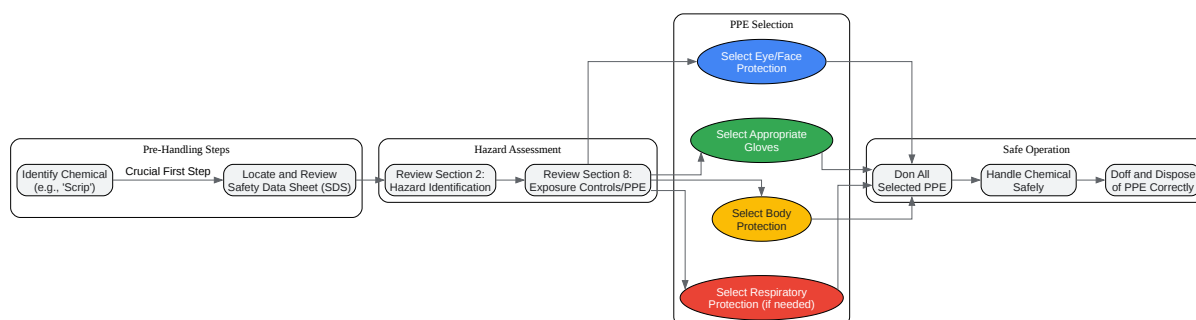 Pre-Handling Steps
Identify Chemical
(e.g., 'Scrip')
Crucial First Step
Locate and Review
Safety Data Sheet (SDS)
Hazard Assessment
Review Section 2:
Hazard Identification
Review Section 8:
Exposure Controls/PPE
PPE Selection
Select Eye/Face
Protection
Select Appropriate
Gloves
Select Body
Protection
Select Respiratory
Protection (if needed)
Safe Operation
Don All
Selected PPE
Handle Chemical
Safely
Doff and Dispose
of PPE Correctly